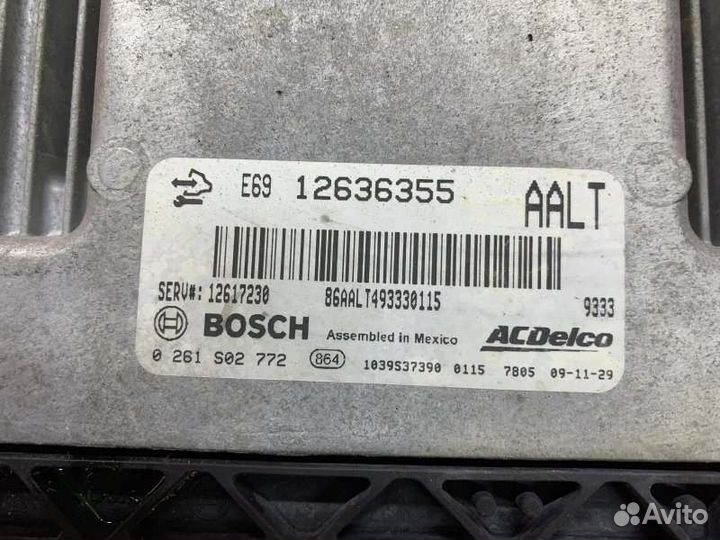 E69 12636355 AALT
SERV#: 12617230 86AALT493330115 9333
BOSCH Assembled in Mexico ACDelco
0 261 S02 772 864 1039S37390 0115 7805 09-11-29
Avito